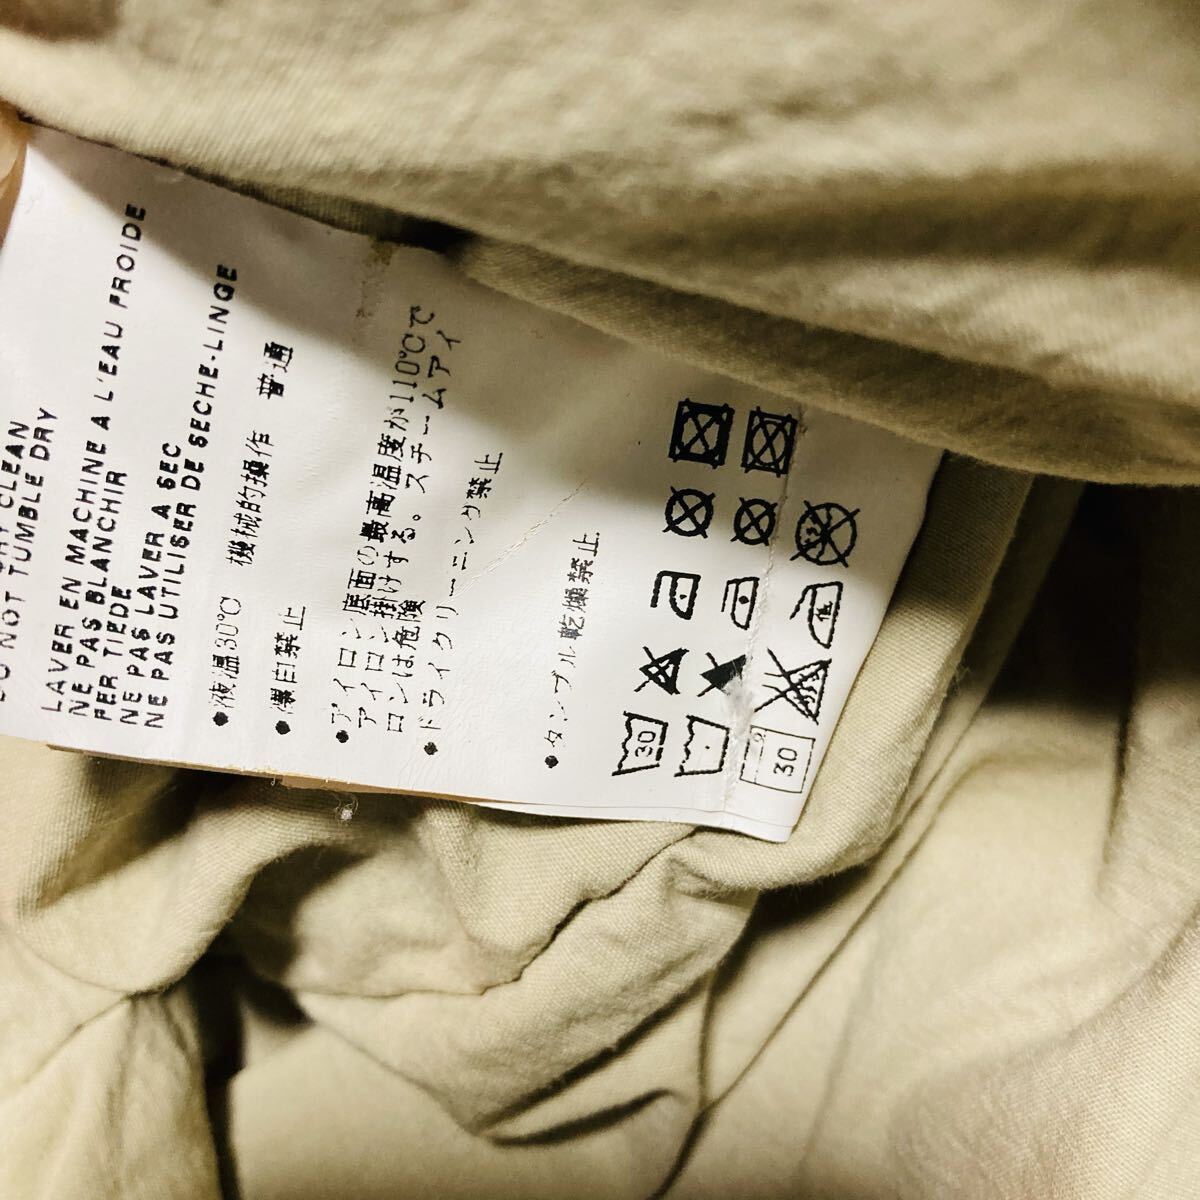 DRY CLEAN
DO NOT TUMBLE DRY
LAVER EN MACHINE A L'EAU FROIDE
NE PAS BLANCHIR
PER TIEDE
NE PAS LAVER A SEC
NE PAS UTILISER DE SECHE-LINGE
●液温30℃ 機械的操作 普通
●漂白禁止
●アイロン底面の最高温度が110℃で
アイロン掛けする。スチームアイ
ロンは危険
●ドライクリーニング禁止
●タンブル乾燥禁止
低
30
30